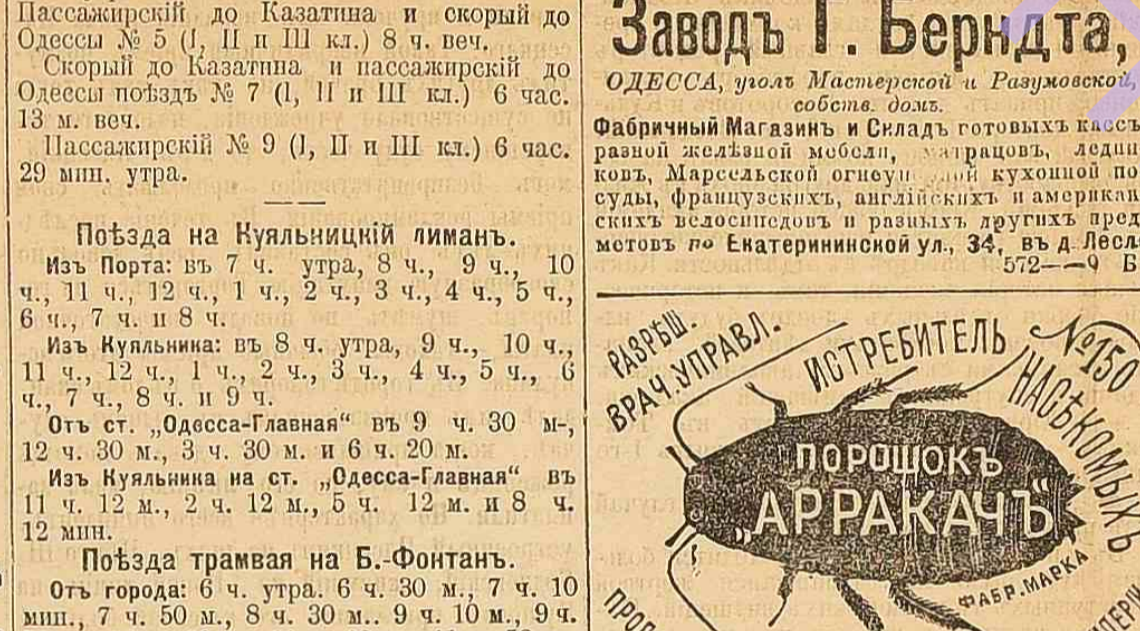 Пассажирскій до Казатина и скорый до
Одессы № 5 (I, II и III кл.) 8 ч. веч.
Скорый до Казатина и пассажирскій до
Одессы поѣздъ № 7 (I, II и III кл.) 6 час.
13 м. веч.
Пассажирскій № 9 (I, II и III кл.) 6 час.
29 мин. утра.
Поѣзда на Куяльницкій лиманъ.
Изъ Порта: въ 7 ч. утра, 8 ч., 9 ч., 10
ч., 11 ч., 12 ч., 1 ч., 2 ч., 3 ч., 4 ч., 5 ч.,
6 ч., 7 ч. и 8 ч.
Изъ Куяльника: въ 8 ч. утра, 9 ч., 10 ч.,
11 ч., 12 ч., 1 ч., 2 ч., 3 ч., 4 ч., 5 ч., 6
ч., 7 ч., 8 ч. и 9 ч.
Отъ ст. „Одесса-Главная“ въ 9 ч. 30 м-,
12 ч. 30 м., 3 ч. 30 м. и 6 ч. 20 м.
Изъ Куяльника на ст. „Одесса-Главная“ въ
11 ч. 12 м., 2 ч. 12 м., 5 ч. 12 м. и 8 ч.
12 мин.
Поѣзда трамвая на Б.-Фонтан.
Отъ города: 6 ч. утра. 6 ч. 30 м., 7 ч. 10
мин., 7 ч. 50 м., 8 ч. 30 м.. 9 ч. 10 м., 9 ч.
Заводъ Г. Берндта,
ОДЕССА, уголъ Мастерской и Разумовской,
собств. домъ.
Фабричный Магазинъ и Складъ готовыхъ кассъ
разной желѣзной мебели, матрацовъ, ледни
ковъ, Марсельской кухонной по
суды, французскихъ, англійскихъ и американ
скихъ велосипедовъ и разныхъ другихъ пред
метовъ по Екатерининской ул., 34, въ д. Лесл
572—-9 Б
РАЗРѢШ.
ВРАЧ. УПРАВЛ.
ИСТРЕБИТЕЛЬ
НАСѢКОМЫХЪ
№150
ПОРОШОКЪ
„АРРАКАЧЪ“
ФАБР. МАРКА